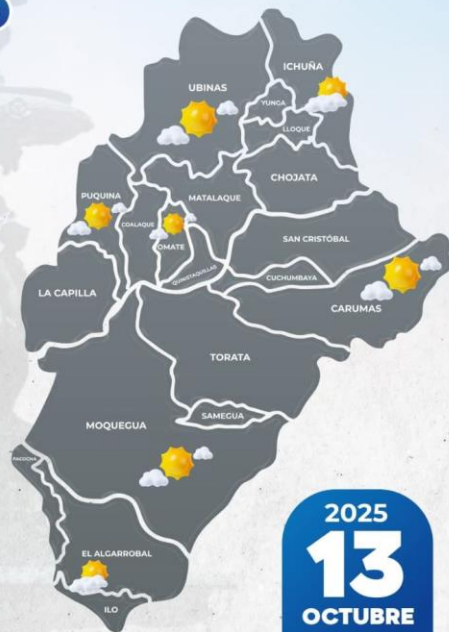 ICHUÑA
UBINAS
YUNGA
LLOQUE
CHOJATA
PUQUINA
MATALAQUE
COALAQUE
OMATE
SAN CRISTÓBAL
QUINISTAQUILLAS
CUCHUMBAYA
LA CAPILLA
CARUMAS
TORATA
SAMEGUA
MOQUEGUA
PACOCHA
EL ALGARROBAL
ILO
2025
13
OCTUBRE